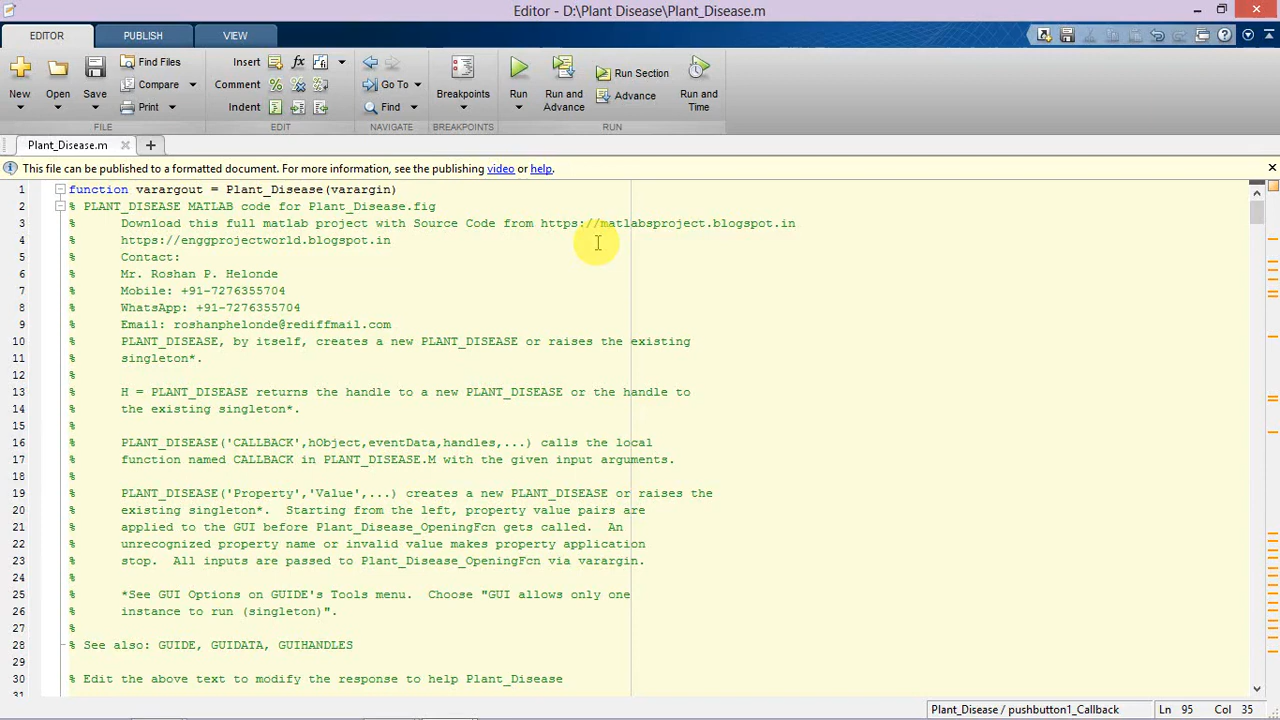 Editor - D:\Plant Disease\Plant_Disease.m
EDITOR PUBLISH VIEW
New Open Save Find Files Compare Print FILE
Insert Comment Indent EDIT
Go To Find NAVIGATE
Breakpoints BREAKPOINTS
Run Run and Advance Run Section Advance Run and Time RUN
Plant_Disease.m
This file can be published to a formatted document. For more information, see the publishing video or help.
1 function varargout = Plant_Disease(varargin)
2 % PLANT_DISEASE MATLAB code for Plant_Disease.fig
3 % Download this full matlab project with Source Code from https://matlabsproject.blogspot.in
4 % https://enggprojectworld.blogspot.in
5 % Contact:
6 % Mr. Roshan P. Helonde
7 % Mobile: +91-7276355704
8 % WhatsApp: +91-7276355704
9 % Email: roshanphelonde@rediffmail.com
10 % PLANT_DISEASE, by itself, creates a new PLANT_DISEASE or raises the existing
11 % singleton*.
12 %
13 % H = PLANT_DISEASE returns the handle to a new PLANT_DISEASE or the handle to
14 % the existing singleton*.
15 %
16 % PLANT_DISEASE('CALLBACK',hObject,eventData,handles,...) calls the local
17 % function named CALLBACK in PLANT_DISEASE.M with the given input arguments.
18 %
19 % PLANT_DISEASE('Property','Value',...) creates a new PLANT_DISEASE or raises the
20 % existing singleton*. Starting from the left, property value pairs are
21 % applied to the GUI before Plant_Disease_OpeningFcn gets called. An
22 % unrecognized property name or invalid value makes property application
23 % stop. All inputs are passed to Plant_Disease_OpeningFcn via varargin.
24 %
25 % *See GUI Options on GUIDE's Tools menu. Choose "GUI allows only one
26 % instance to run (singleton)".
27 %
28 % See also: GUIDE, GUIDATA, GUIHANDLES
29
30 % Edit the above text to modify the response to help Plant_Disease
Plant_Disease / pushbutton1_Callback Ln 95 Col 35